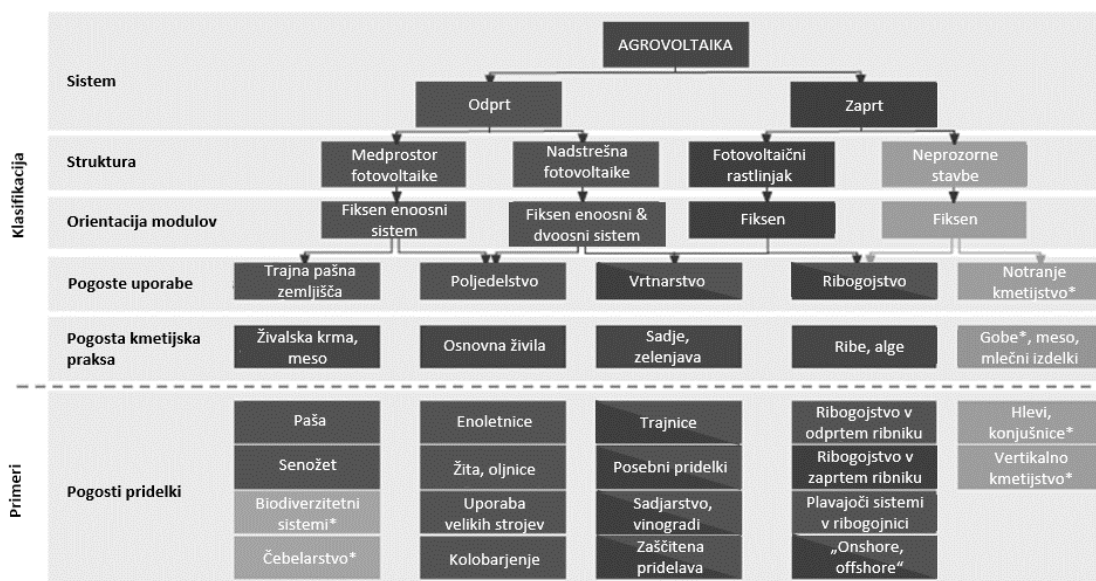 AGROVOLTAIKA
Klasifikacija
Sistem
Odprt
Zaprt
Struktura
Medprostor
fotovoltaike
Nadstrešna
fotovoltaike
Fotovoltaični
rastlinjak
Neprozorne
stavbe
Orientacija modulov
Fiksen enoosni
sistem
Fiksen enoosni &
dvoosni sistem
Fiksen
Fiksen
Pogoste uporabe
Trajna pašna
zemljišča
Poljedelstvo
Vrtnarstvo
Ribogojstvo
Notranje
kmetijstvo*
Pogosta kmetijska
praksa
Živalska krma,
meso
Osnovna živila
Sadje,
zelenjava
Ribe, alge
Gobe*, meso,
mlečni izdelki
Primeri
Pogosti pridelki
Paša
Senožet
Biodiverzitetni
sistemi*
Čebelarstvo*
Enoletnice
Žita, oljnice
Uporaba
velikih strojev
Kolobarjenje
Trajnice
Posebni pridelki
Sadjarstvo,
vinogradi
Zaščitena
pridelava
Ribogojstvo v
odprtem ribniku
Ribogojstvo v
zaprtem ribniku
Plavajoči sistemi
v ribogojnici
„Onshore,
offshore“
Hlevi,
konjušnice*
Vertikalno
kmetijstvo*